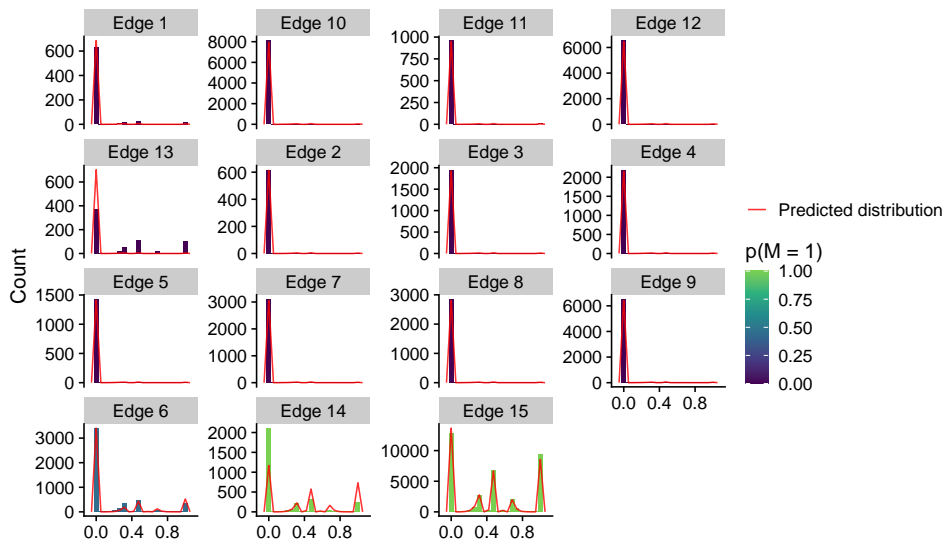 Edge 1 Edge 10 Edge 11 Edge 12
600 400 200 0
8000 6000 4000 2000 0
1000 750 500 250 0
6000 4000 2000 0
Edge 13 Edge 2 Edge 3 Edge 4
600 400 200 0
600 400 200 0
2000 1500 1000 500 0
2000 1500 1000 500 0
Count
Edge 5 Edge 7 Edge 8 Edge 9
1500 1000 500 0
3000 2000 1000 0
3000 2000 1000 0
6000 4000 2000 0
0.0 0.4 0.8
Edge 6 Edge 14 Edge 15
3000 2000 1000 0
2000 1500 1000 500 0
10000 5000 0
0.0 0.4 0.8
0.0 0.4 0.8
0.0 0.4 0.8
Predicted distribution
p(M = 1)
1.00
0.75
0.50
0.25
0.00